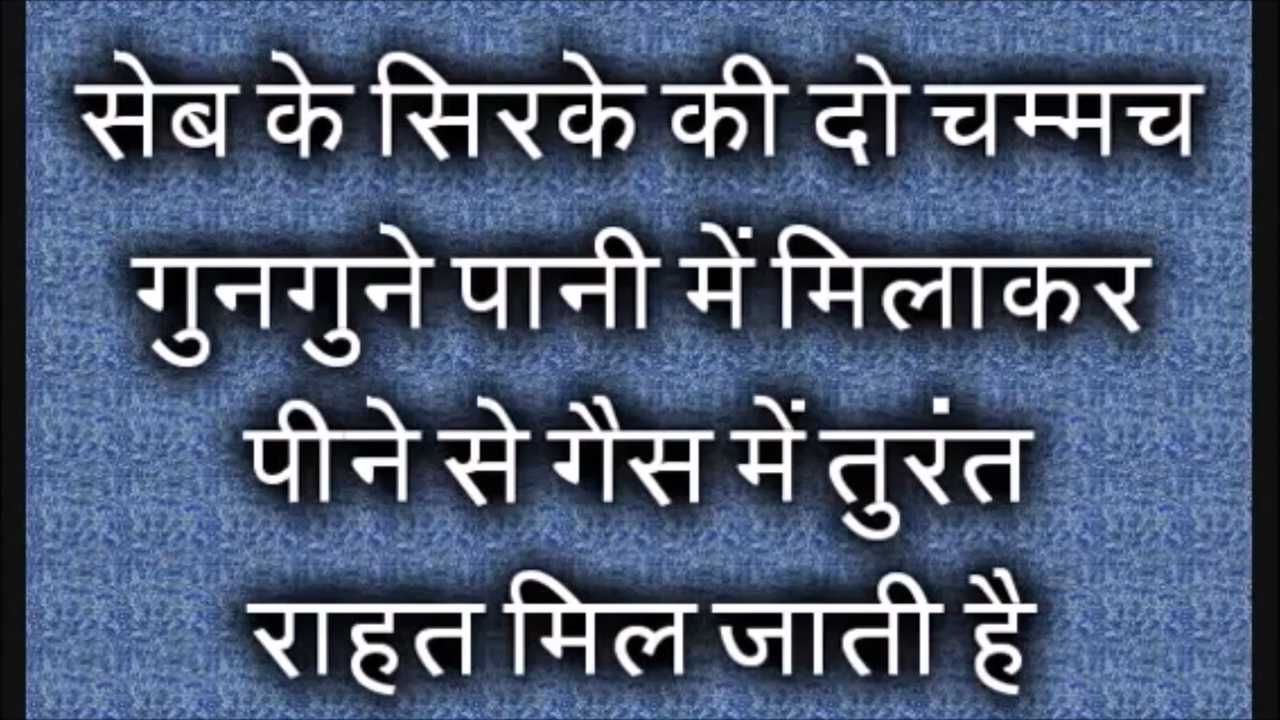 सेब के सिरके की दो चम्मच
गुनगुने पानी में मिलाकर
पीने से गैस में तुरंत
राहत मिल जाती है